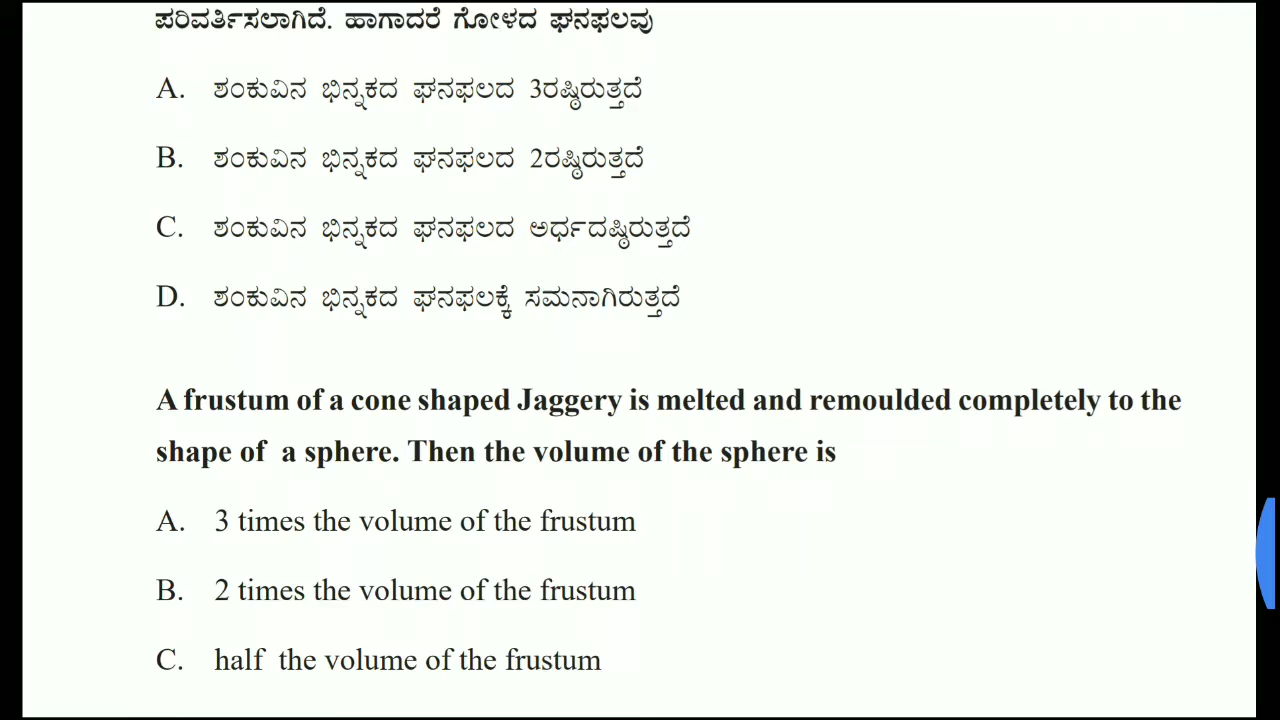 ಪರಿವರ್ತಿಸಲಾಗಿದೆ. ಹಾಗಾದರೆ ಗೋಳದ ಘನಫಲವು
A. ಶಂಕುವಿನ ಭಿನ್ನಕದ ಘನಫಲದ 3ರಷ್ಠಿರುತ್ತದೆ
B. ಶಂಕುವಿನ ಭಿನ್ನಕದ ಘನಫಲದ 2ರಷ್ಠಿರುತ್ತದೆ
C. ಶಂಕುವಿನ ಭಿನ್ನಕದ ಘನಫಲದ ಅರ್ಧದಷ್ಠಿರುತ್ತದೆ
D. ಶಂಕುವಿನ ಭಿನ್ನಕದ ಘನಫಲಕ್ಕೆ ಸಮನಾಗಿರುತ್ತದೆ
A frustum of a cone shaped Jaggery is melted and remoulded completely to the
shape of a sphere. Then the volume of the sphere is
A. 3 times the volume of the frustum
B. 2 times the volume of the frustum
C. half the volume of the frustum